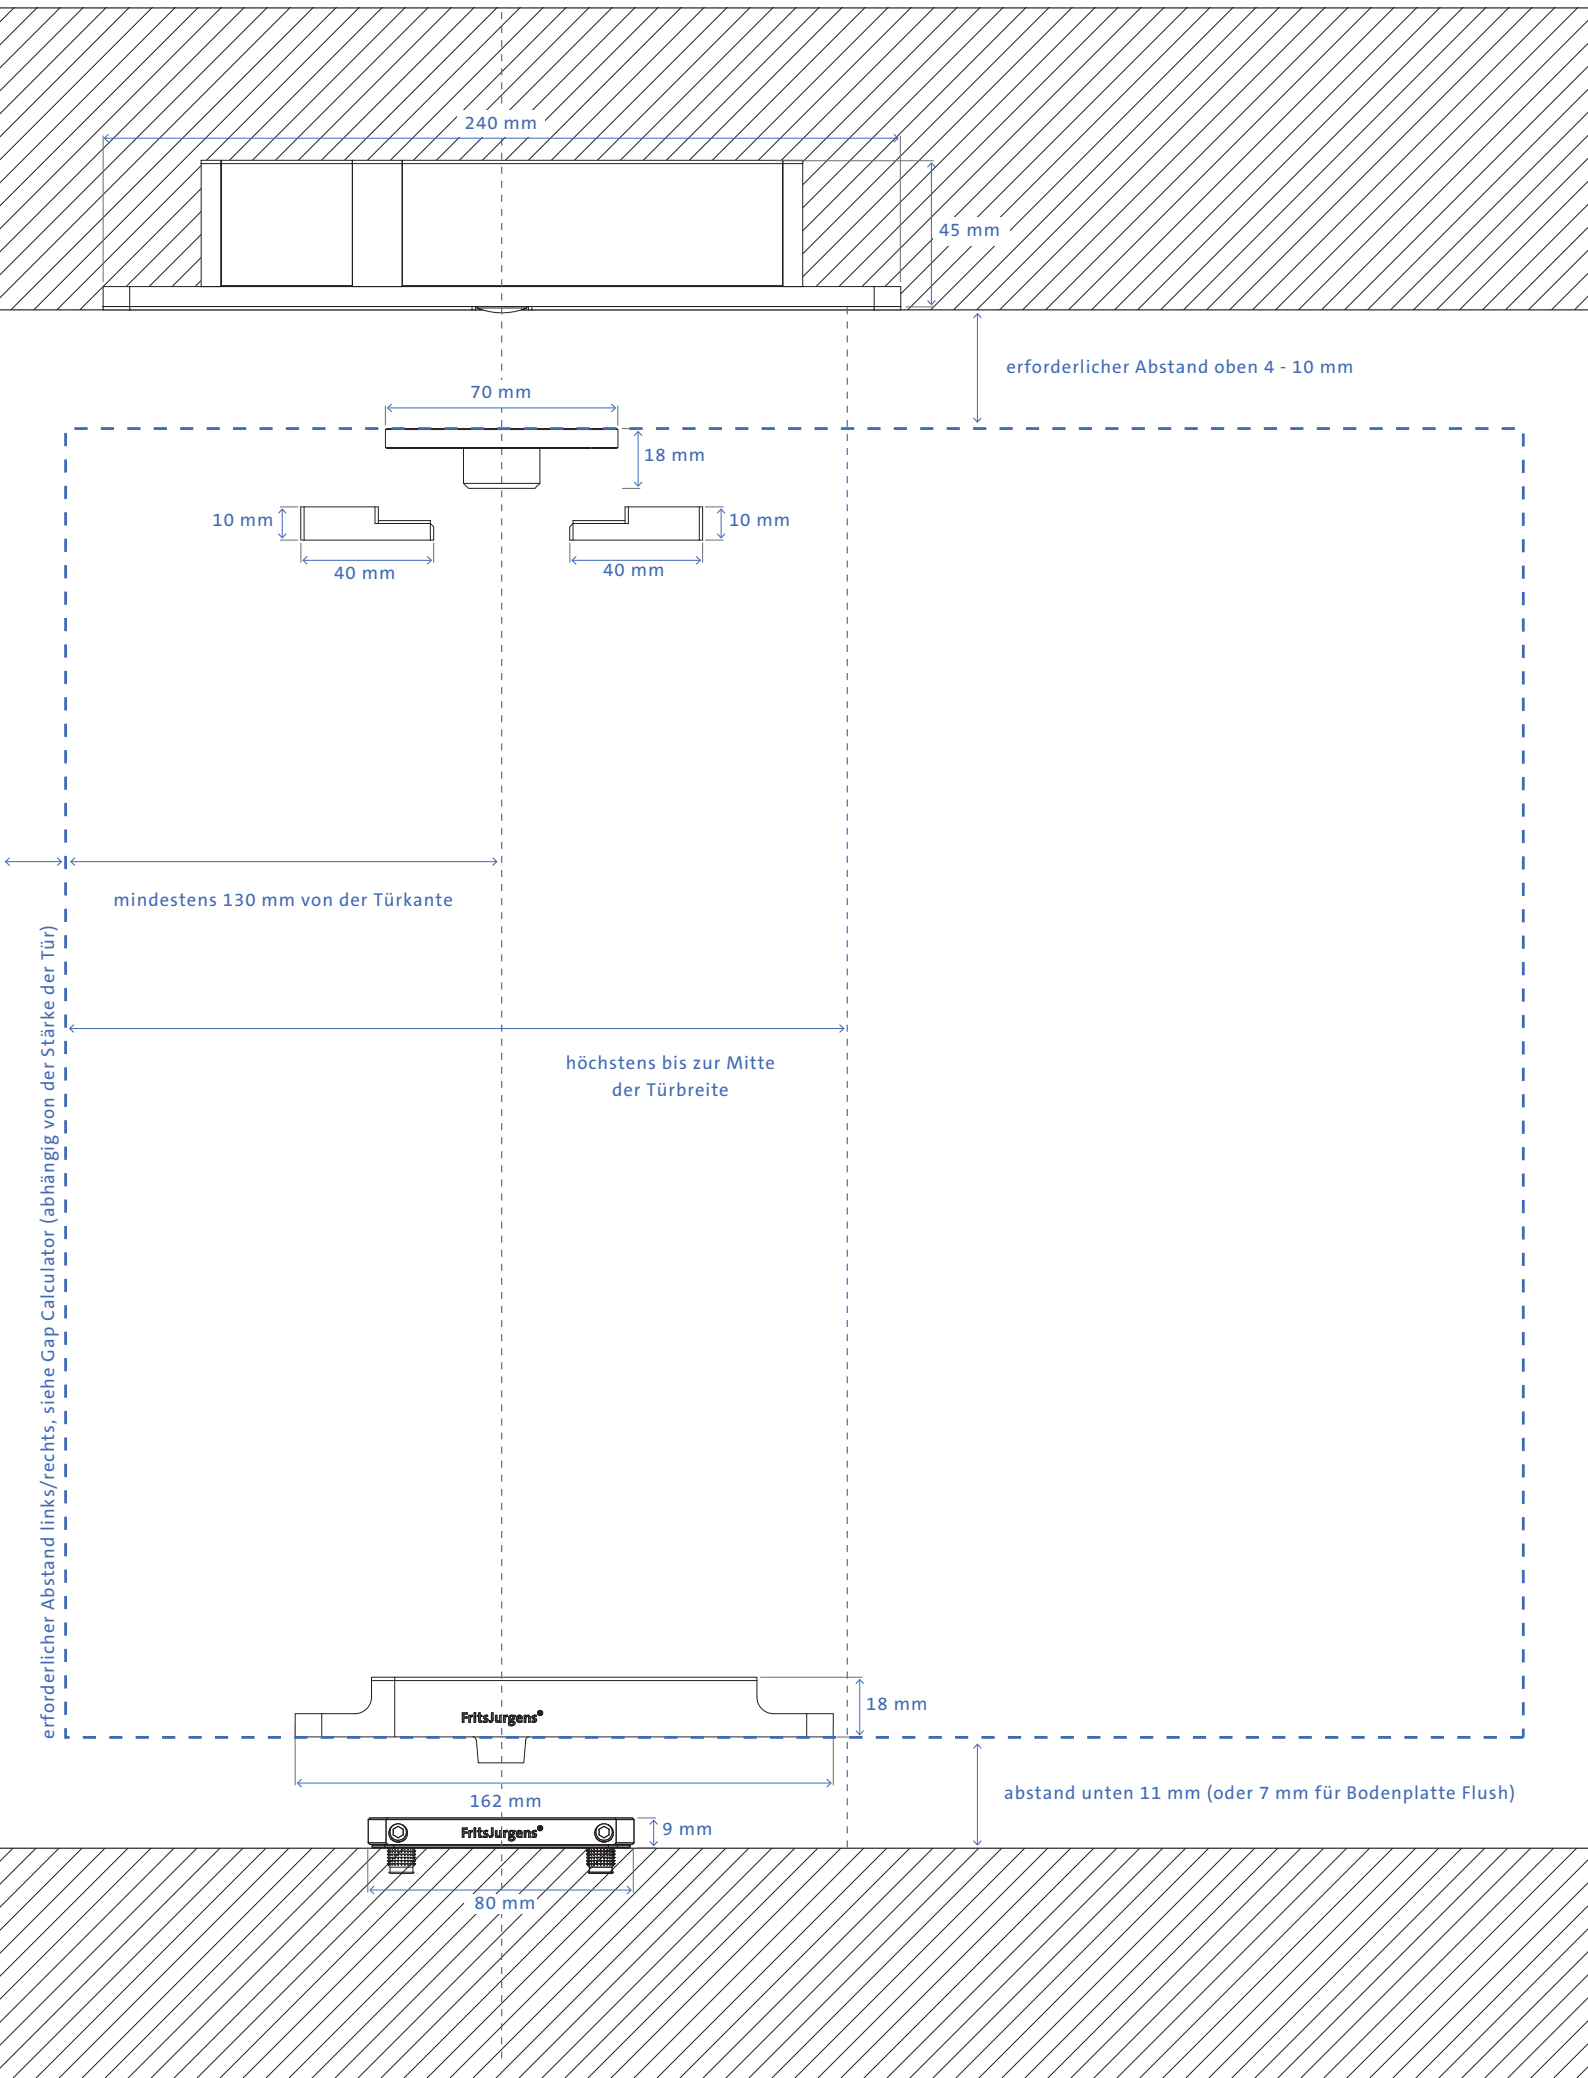 240 mm
45 mm
erforderlicher Abstand oben 4 - 10 mm
70 mm
18 mm
10 mm
10 mm
40 mm
40 mm
mindestens 130 mm von der Türkante
höchstens bis zur Mitte
der Türbreite
erforderlicher Abstand links/rechts, siehe Gap Calculator (abhängig von der Stärke der Tür)
18 mm
FritsJurgens®
abstand unten 11 mm (oder 7 mm für Bodenplatte Flush)
162 mm
FritsJurgens®
9 mm
80 mm